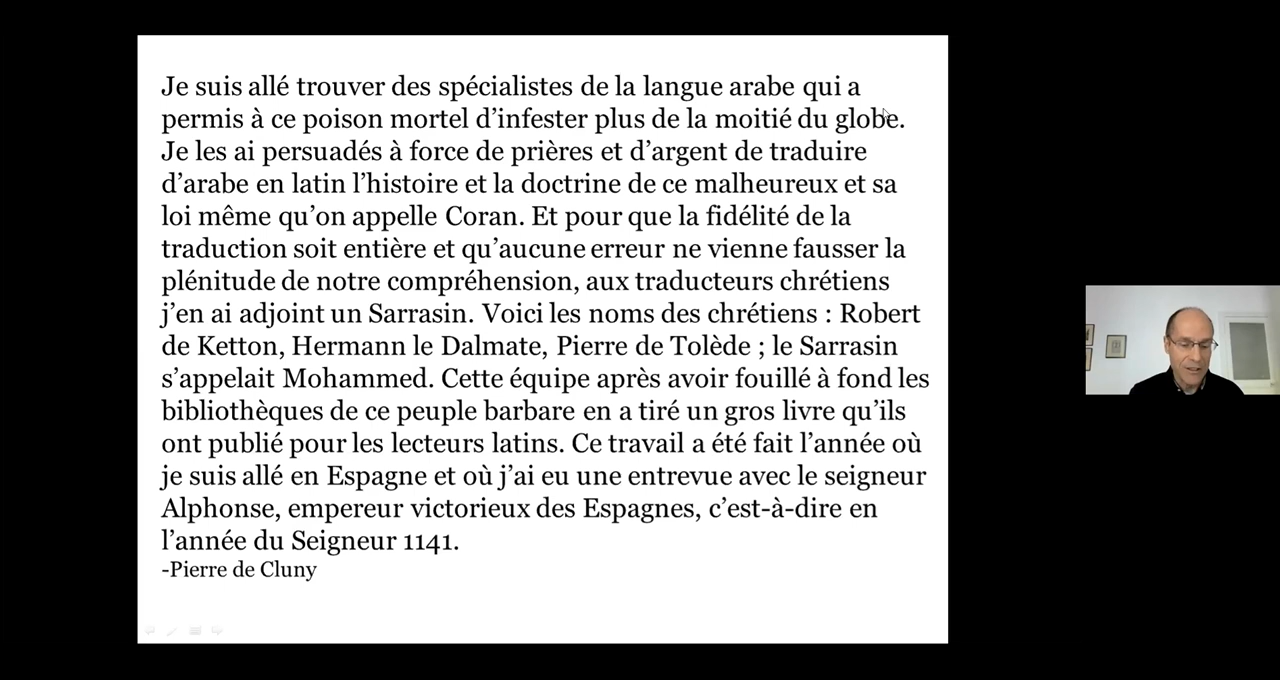 Je suis allé trouver des spécialistes de la langue arabe qui a
permis à ce poison mortel d’infester plus de la moitié du globe.
Je les ai persuadés à force de prières et d’argent de traduire
d’arabe en latin l’histoire et la doctrine de ce malheureux et sa
loi même qu’on appelle Coran. Et pour que la fidélité de la
traduction soit entière et qu’aucune erreur ne vienne fausser la
plénitude de notre compréhension, aux traducteurs chrétiens
j’en ai adjoint un Sarrasin. Voici les noms des chrétiens : Robert
de Ketton, Hermann le Dalmate, Pierre de Tolède ; le Sarrasin
s’appelait Mohammed. Cette équipe après avoir fouillé à fond les
bibliothèques de ce peuple barbare en a tiré un gros livre qu’ils
ont publié pour les lecteurs latins. Ce travail a été fait l’année où
je suis allé en Espagne et où j’ai eu une entrevue avec le seigneur
Alphonse, empereur victorieux des Espagnes, c’est-à-dire en
l’année du Seigneur 1141.
-Pierre de Cluny